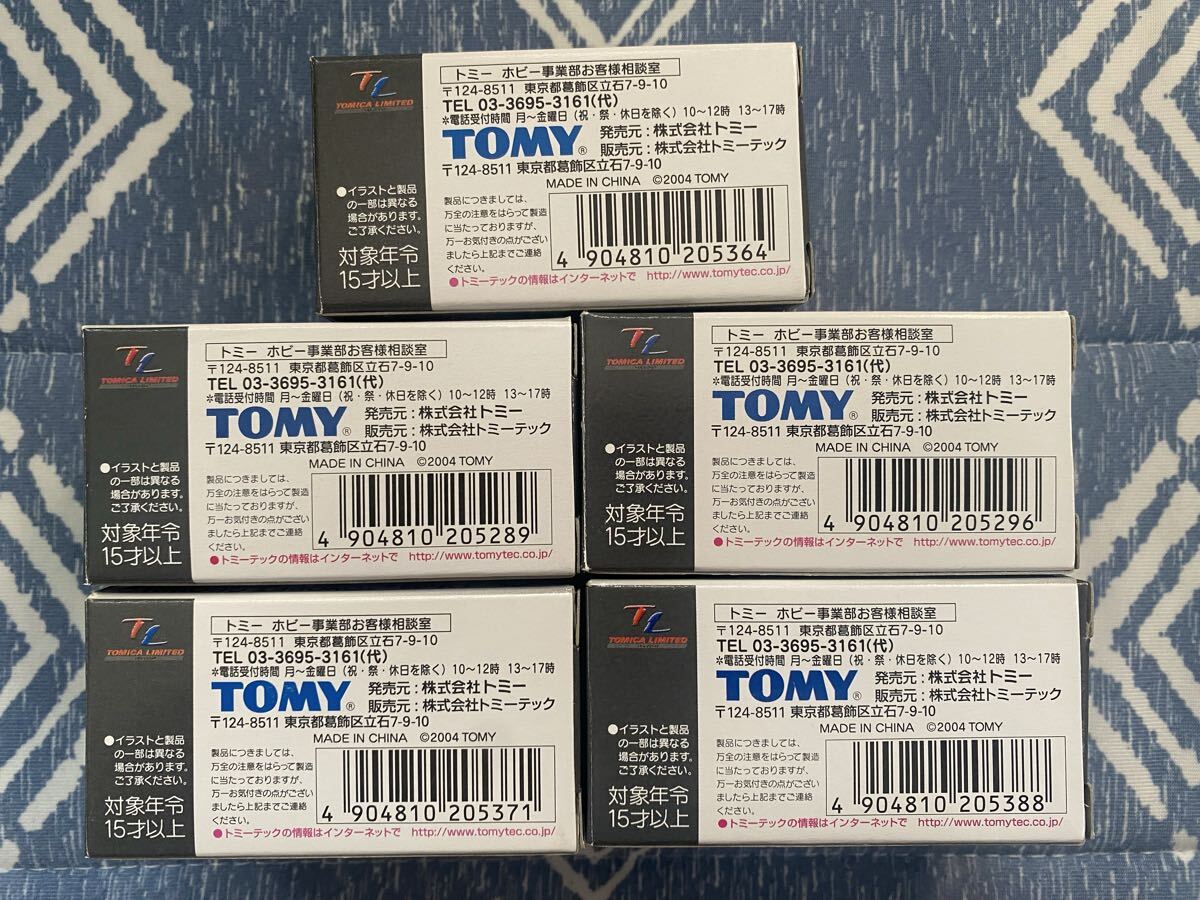 TL
TOMICA LIMITED
●イラストと製品
の一部は異なる
場合があります。
ご了承ください。
対象年令
15才以上
トミー ホビー事業部お客様相談室
〒124-8511 東京都葛飾区立石7-9-10
TEL 03-3695-3161(代)
*電話受付時間 月～金曜日(祝・祭・休日を除く)10～12時 13～17時
TOMY® 発売元:株式会社トミー
販売元:株式会社トミーテック
〒124-8511 東京都葛飾区立石7-9-10
MADE IN CHINA ©2004 TOMY
製品につきましては、
万全の注意をはらって製造
に当たっておりますが、
万一お気付きの点がござい
ましたら上記までご連絡
ください。
4 904810 205364
●トミーテックの情報はインターネットで http://www.tomytec.co.jp/
TL
TOMICA LIMITED
●イラストと製品
の一部は異なる
場合があります。
ご了承ください。
対象年令
15才以上
トミー ホビー事業部お客様相談室
〒124-8511 東京都葛飾区立石7-9-10
TEL 03-3695-3161(代)
*電話受付時間 月～金曜日(祝・祭・休日を除く)10～12時 13～17時
TOMY® 発売元:株式会社トミー
販売元:株式会社トミーテック
〒124-8511 東京都葛飾区立石7-9-10
MADE IN CHINA ©2004 TOMY
製品につきましては、
万全の注意をはらって製造
に当たっておりますが、
万一お気付きの点がござい
ましたら上記までご連絡
ください。
4 904810 205289
●トミーテックの情報はインターネットで http://www.tomytec.co.jp/
TL
TOMICA LIMITED
●イラストと製品
の一部は異なる
場合があります。
ご了承ください。
対象年令
15才以上
トミー ホビー事業部お客様相談室
〒124-8511 東京都葛飾区立石7-9-10
TEL 03-3695-3161(代)
*電話受付時間 月～金曜日(祝・祭・休日を除く)10～12時 13～17時
TOMY® 発売元:株式会社トミー
販売元:株式会社トミーテック
〒124-8511 東京都葛飾区立石7-9-10
MADE IN CHINA ©2004 TOMY
製品につきましては、
万全の注意をはらって製造
に当たっておりますが、
万一お気付きの点がござい
ましたら上記までご連絡
ください。
4 904810 205296
●トミーテックの情報はインターネットで http://www.tomytec.co.jp/
TL
TOMICA LIMITED
●イラストと製品
の一部は異なる
場合があります。
ご了承ください。
対象年令
15才以上
トミー ホビー事業部お客様相談室
〒124-8511 東京都葛飾区立石7-9-10
TEL 03-3695-3161(代)
*電話受付時間 月～金曜日(祝・祭・休日を除く)10～12時 13～17時
TOMY® 発売元:株式会社トミー
販売元:株式会社トミーテック
〒124-8511 東京都葛飾区立石7-9-10
MADE IN CHINA ©2004 TOMY
製品につきましては、
万全の注意をはらって製造
に当たっておりますが、
万一お気付きの点がござい
ましたら上記までご連絡
ください。
4 904810 205371
●トミーテックの情報はインターネットで http://www.tomytec.co.jp/
TL
TOMICA LIMITED
●イラストと製品
の一部は異なる
場合があります。
ご了承ください。
対象年令
15才以上
トミー ホビー事業部お客様相談室
〒124-8511 東京都葛飾区立石7-9-10
TEL 03-3695-3161(代)
*電話受付時間 月～金曜日(祝・祭・休日を除く)10～12時 13～17時
TOMY® 発売元:株式会社トミー
販売元:株式会社トミーテック
〒124-8511 東京都葛飾区立石7-9-10
MADE IN CHINA ©2004 TOMY
製品につきましては、
万全の注意をはらって製造
に当たっておりますが、
万一お気付きの点がござい
ましたら上記までご連絡
ください。
4 904810 205388
●トミーテックの情報はインターネットで http://www.tomytec.co.jp/